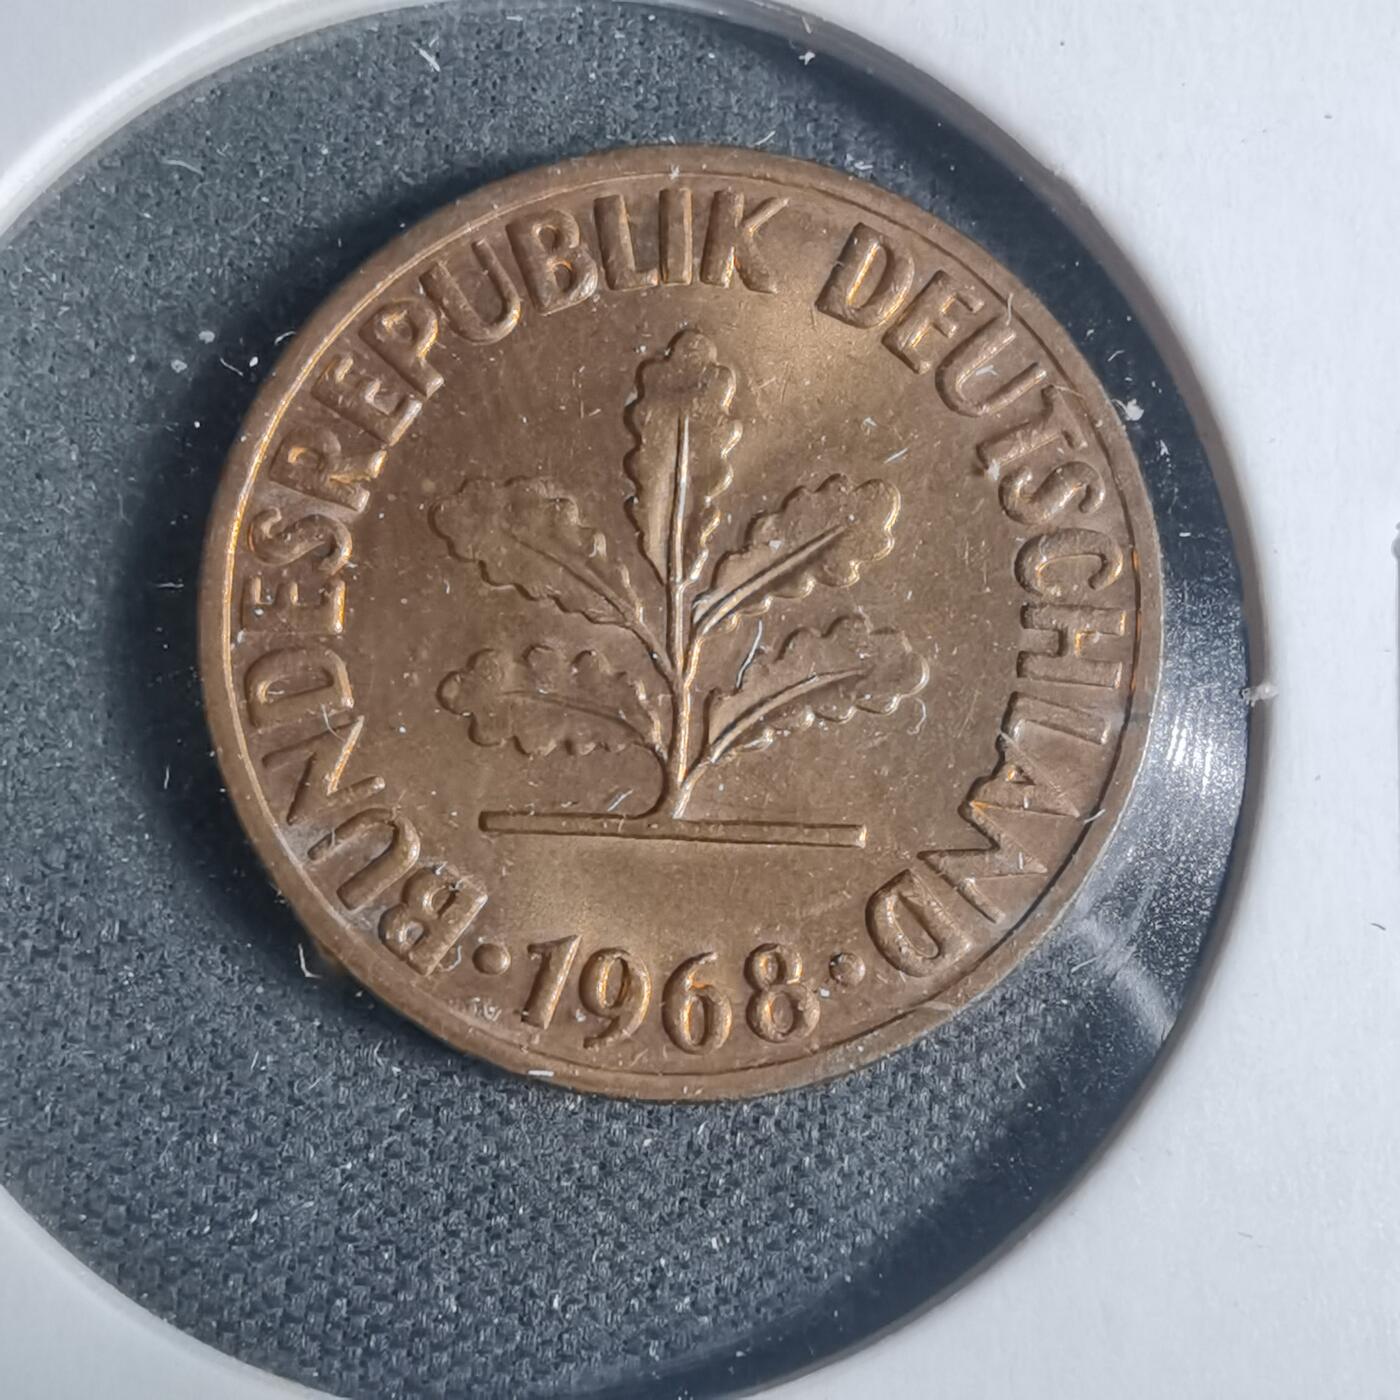 BUNDESREPUBLIK DEUTSCHLAND
· 1968 ·